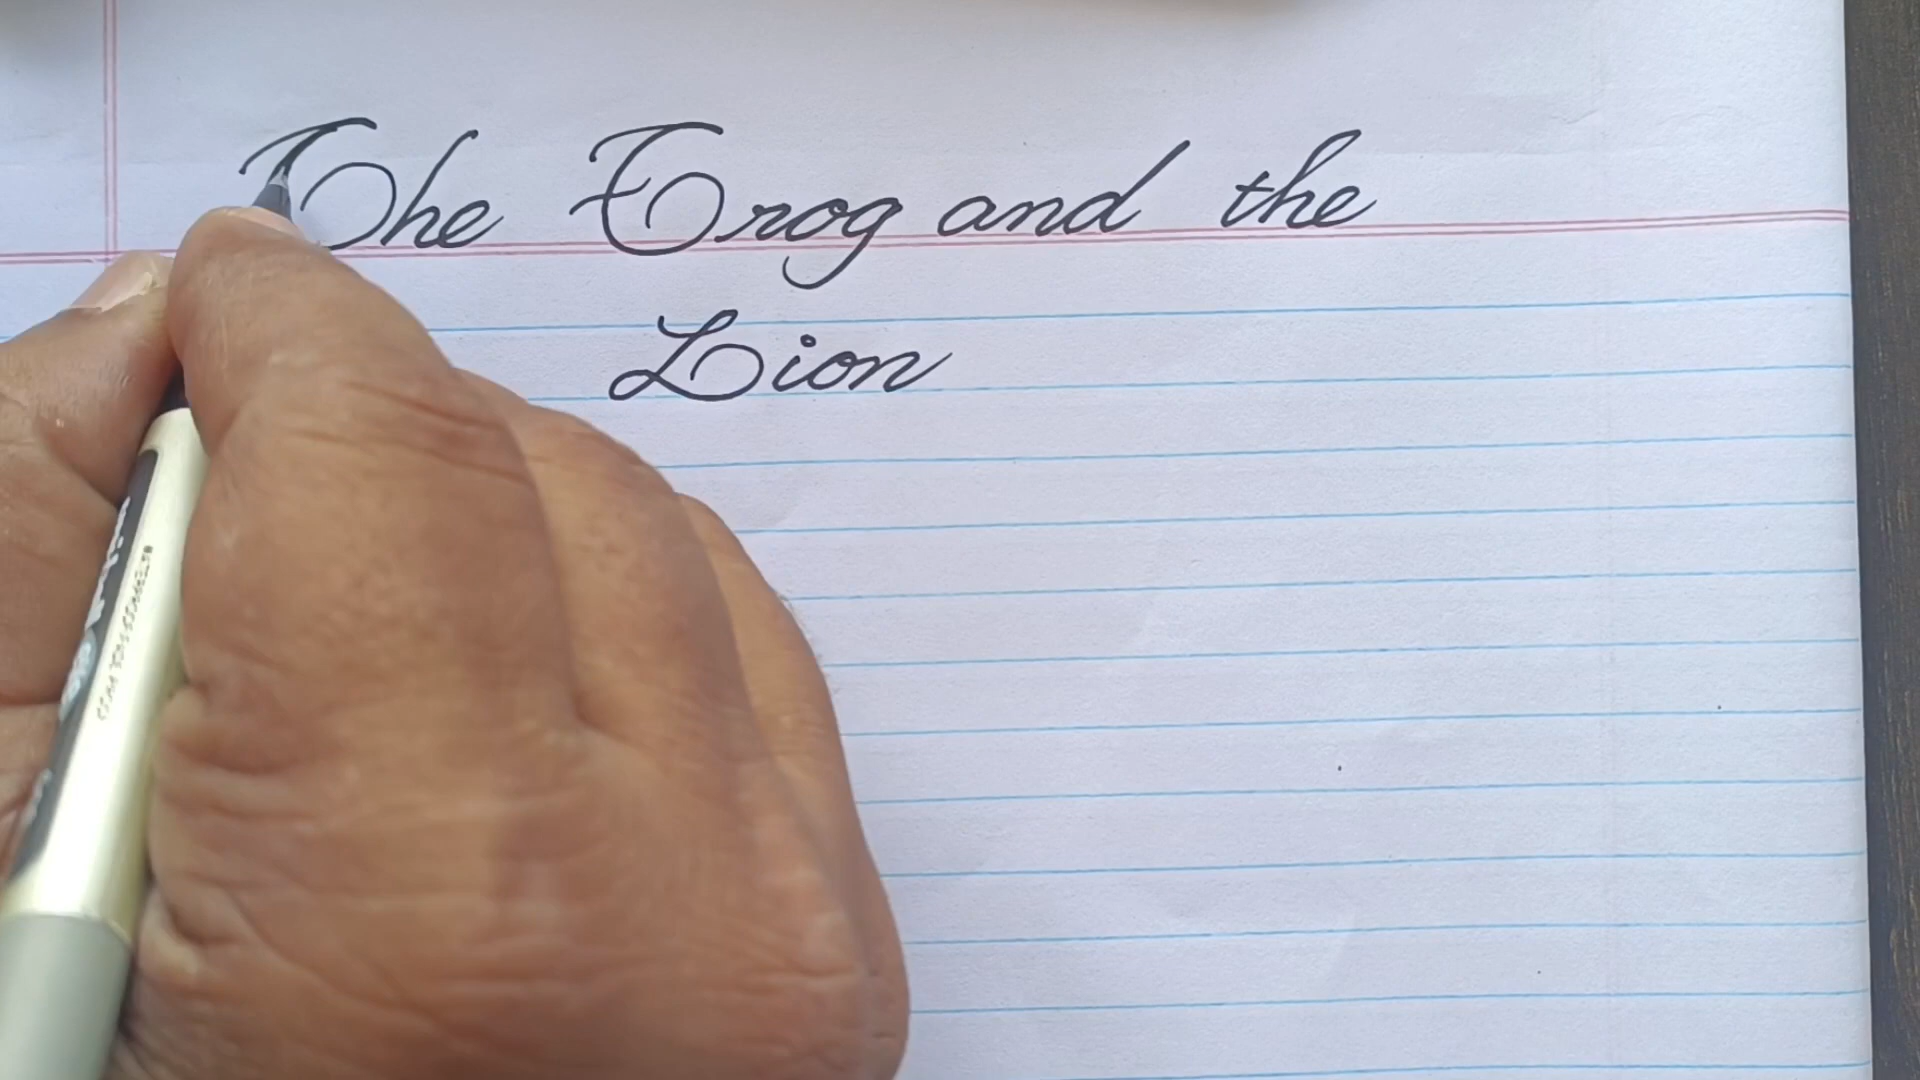 The Frog and the
Lion